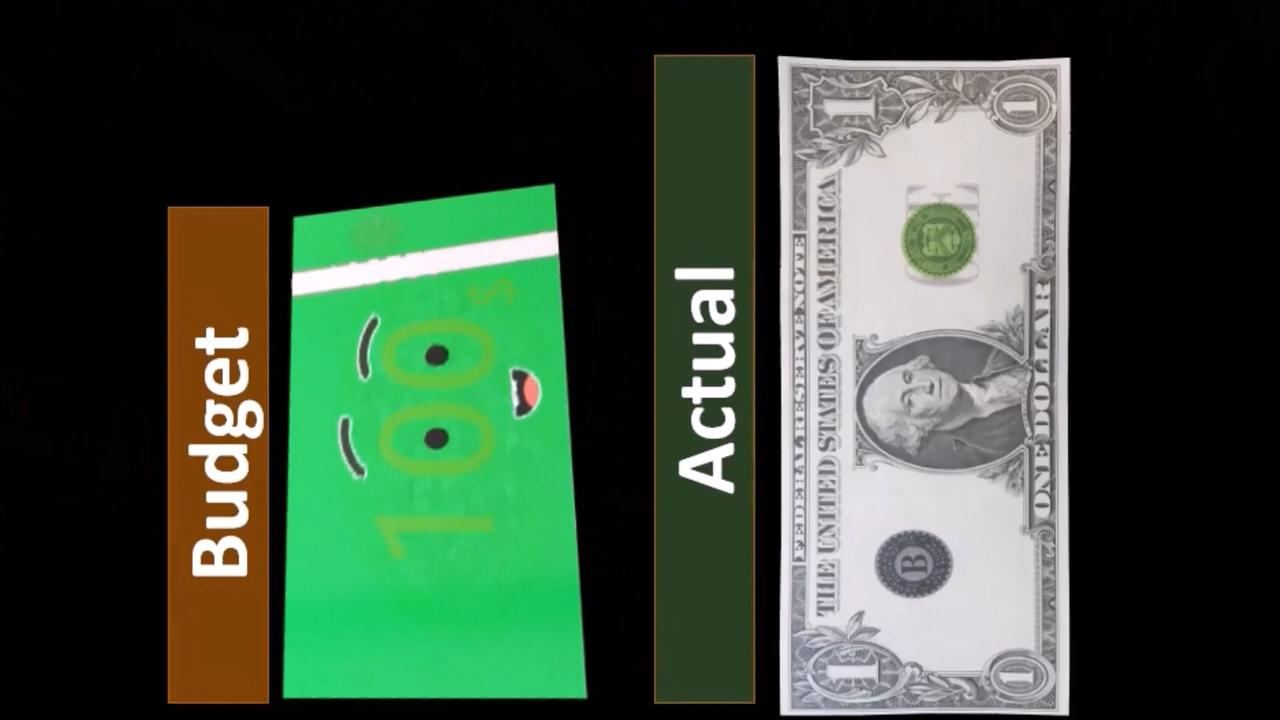 Budget
100$
Actual
FEDERAL RESERVE NOTE
THE UNITED STATES OF AMERICA
1
1
B
1
1
ONE DOLLAR